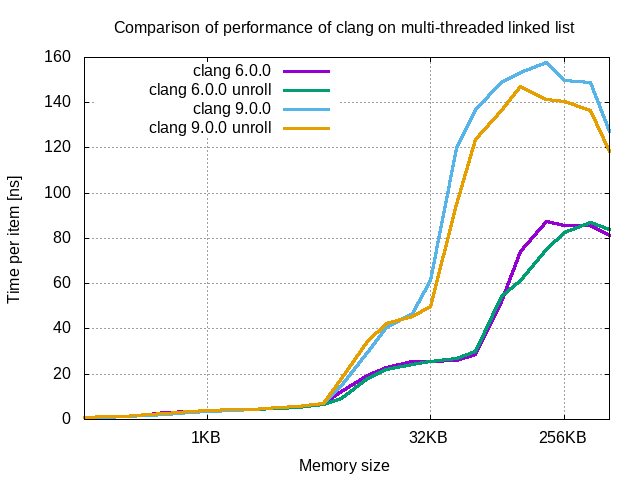 Comparison of performance of clang on multi-threaded linked list
Time per item [ns]
160
140
120
100
80
60
40
20
0
clang 6.0.0
clang 6.0.0 unroll
clang 9.0.0
clang 9.0.0 unroll
1KB
32KB
256KB
Memory size